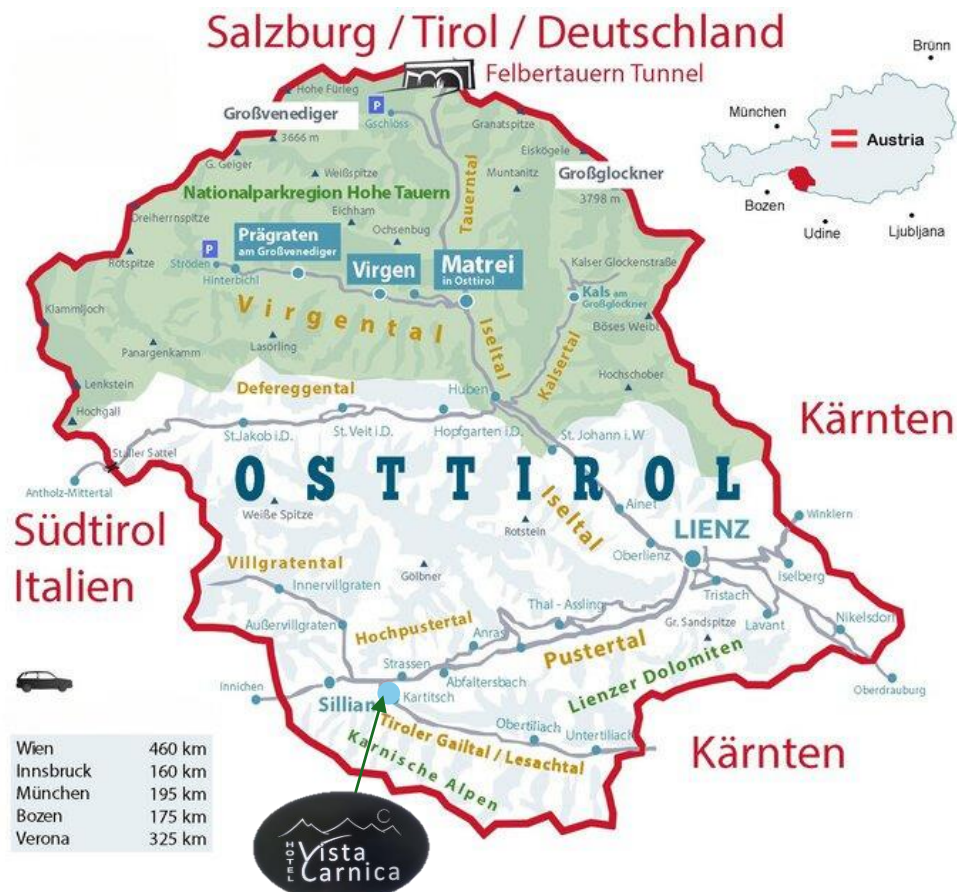 Salzburg / Tirol / Deutschland
Felbertauern Tunnel
Brünn
München
Austria
Bozen
Udine
Ljubljana
Hohe Fürleg
P
Gschlöss
Großvenediger
3666 m
Granatspitze
G. Geiger
Weißspitze
Eiskögele
Muntanitz
Großglockner
3798 m
Nationalparkregion Hohe Tauern
Tauerntal
Dreiherrnspitze
Eichham
Ochsenbug
Prägraten
am Großvenediger
P
Rotspitze
Ströden
Hinterbichl
Virgen
Matrei
in Osttirol
Kalser Glockenstraße
Kals am
Großglockner
Klammljoch
Virgental
Iseltal
Kalsertal
Böses Weibl
Panargenkamm
Lasörling
Lenkstein
Defereggental
Huben
Hochschober
Hochgall
St.Jakob i.D.
St. Veit i.D.
Hopfgarten i.D.
St. Johann i.W
Kärnten
Staller Sattel
Antholz-Mittertal
OSTTIROL
Weiße Spitze
Rotstein
Iseltal
Ainet
Winklern
Südtirol
Italien
LIENZ
Oberlienz
Villgratental
Gölbner
Iselberg
Innervillgraten
Tristach
Thal - Assling
Lavant
Nikelsdorf
Außervillgraten
Hochpustertal
Anras
Gr. Sandspitze
Pustertal
Strassen
Abfaltersbach
Lienzer Dolomiten
Oberdrauburg
Innichen
Sillian
Kartitsch
Obertilliach
Untertilliach
Tiroler Gailtal / Lesachtal
Karnische Alpen
Kärnten
Wien 460 km
Innsbruck 160 km
München 195 km
Bozen 175 km
Verona 325 km
HOTEL
Vista
Carnica